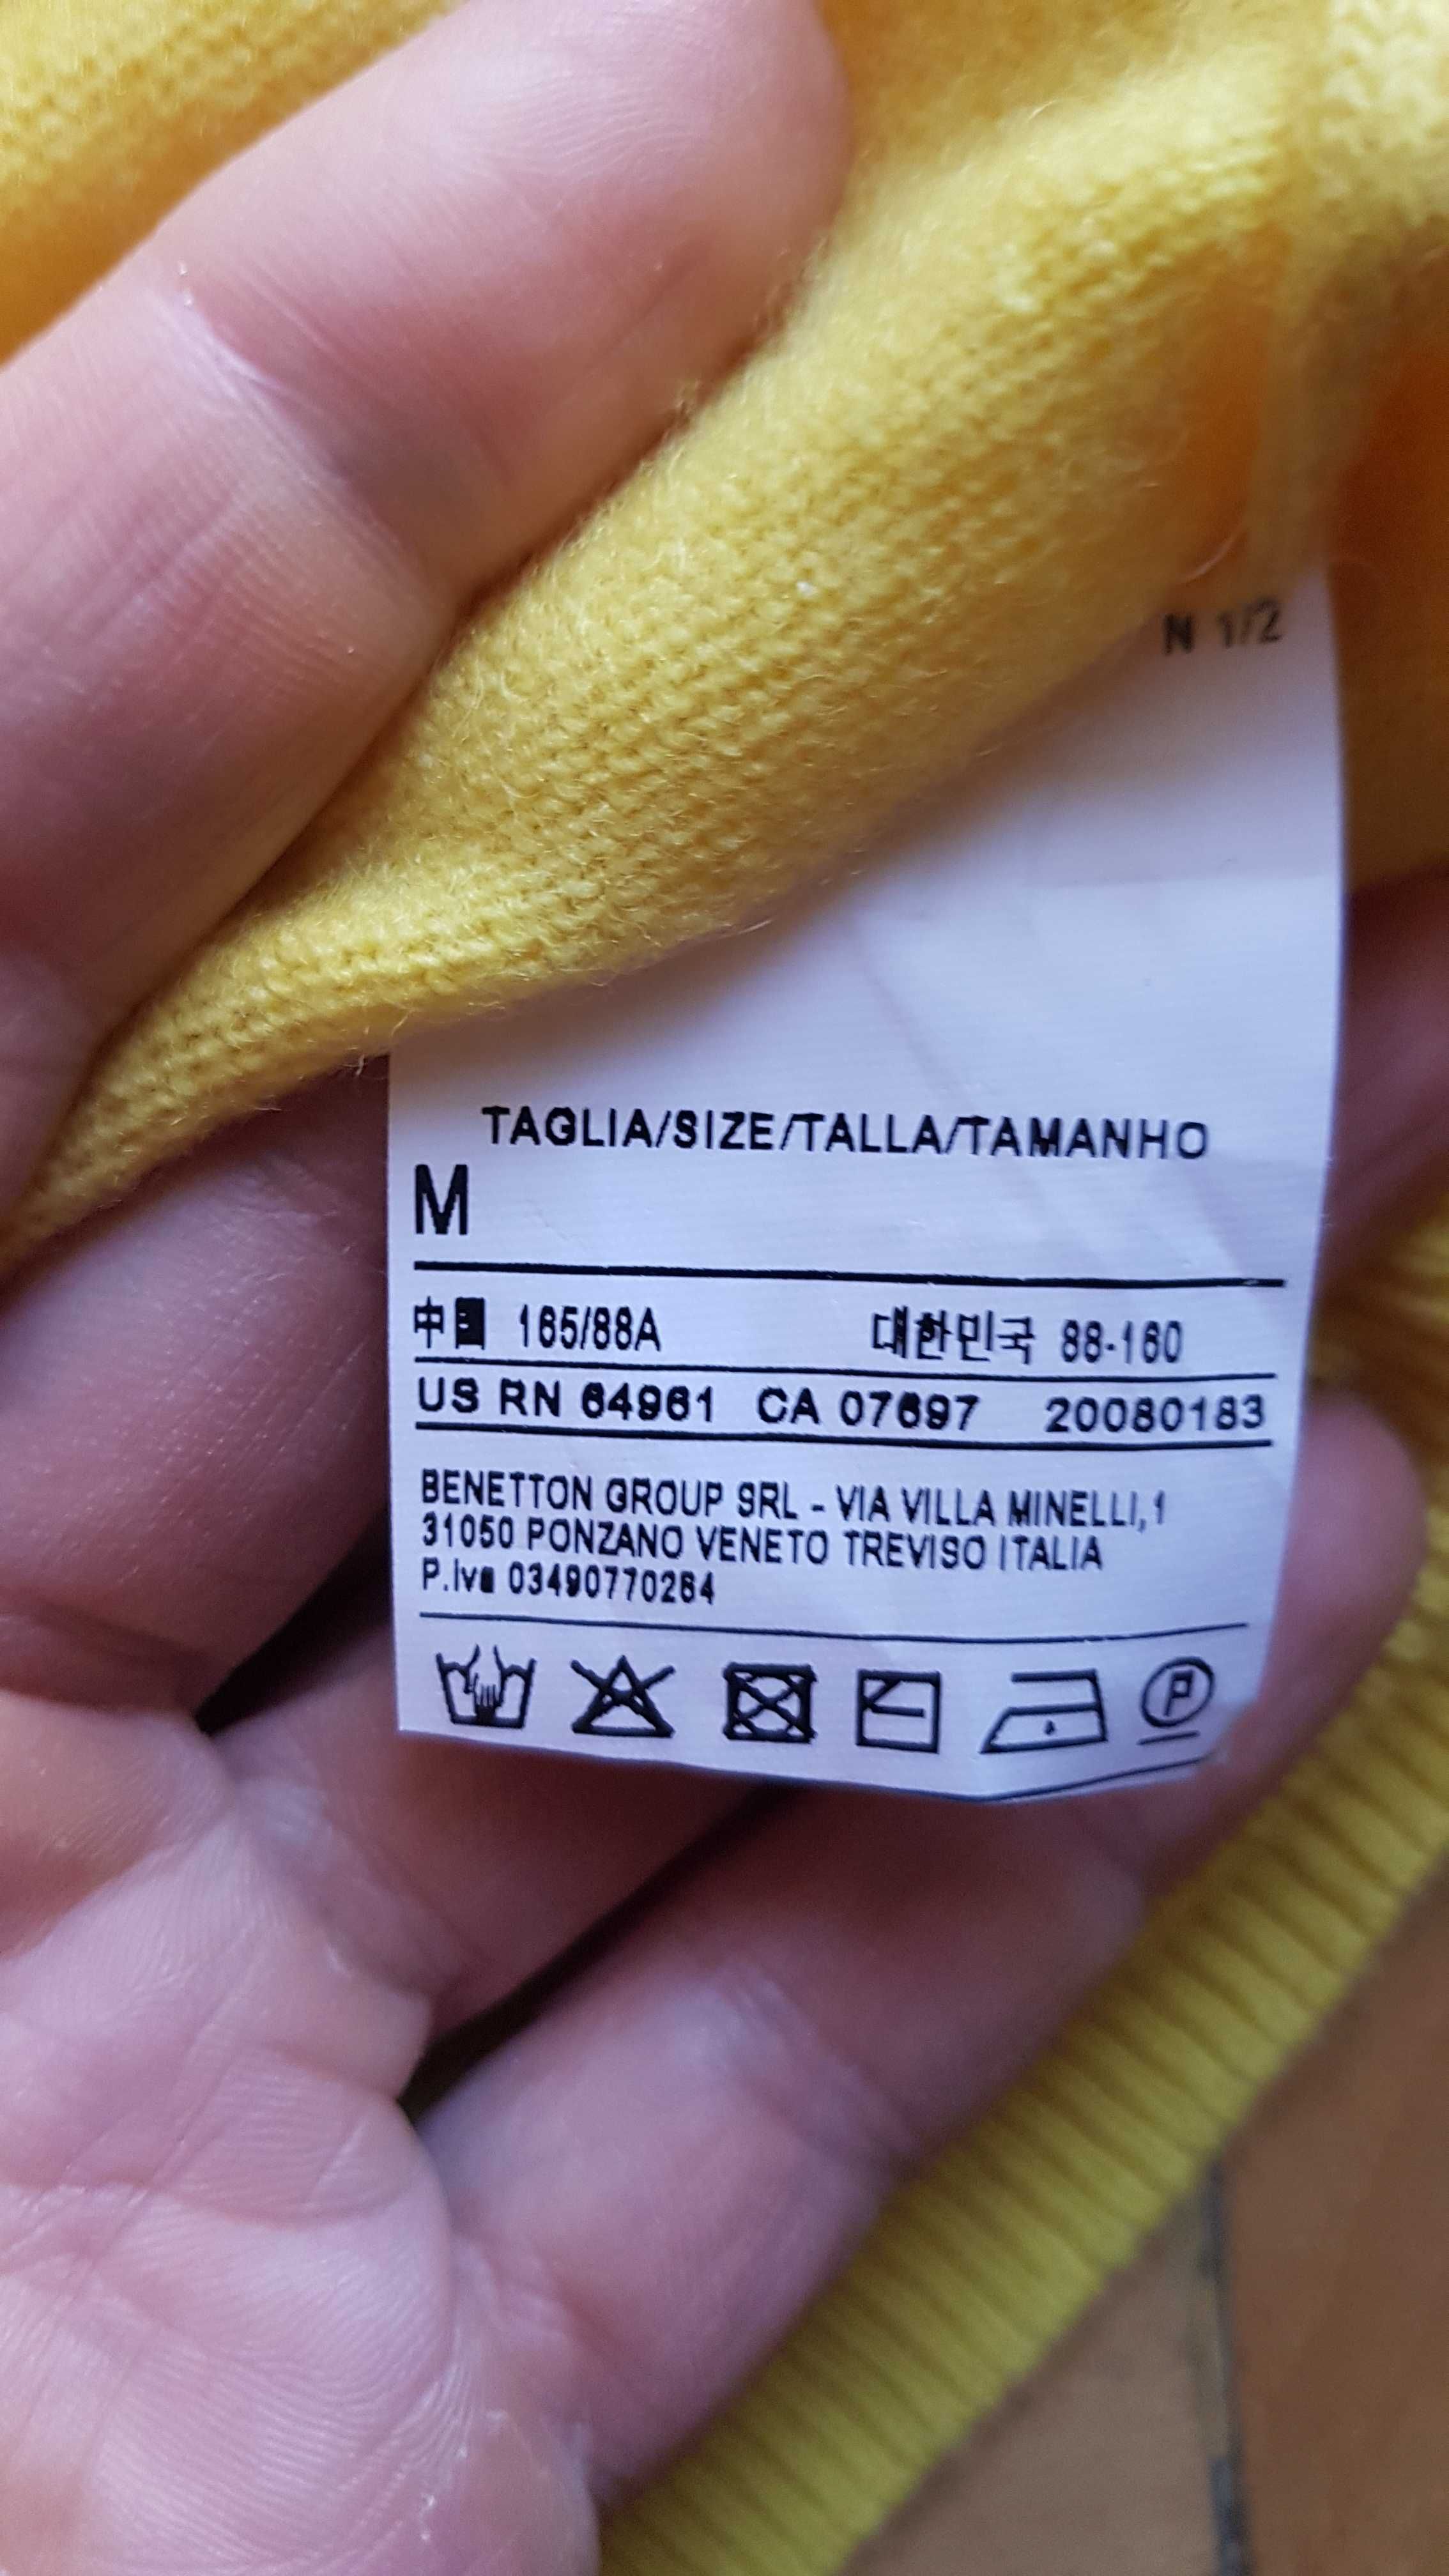 N 1/2
TAGLIA/SIZE/TALLA/TAMANHO
M
中国 165/88A 대한민국 88-160
US RN 64961 CA 07697 20080183
BENETTON GROUP SRL - VIA VILLA MINELLI, 1
31050 PONZANO VENETO TREVISO ITALIA
P.Iva 03490770264
P